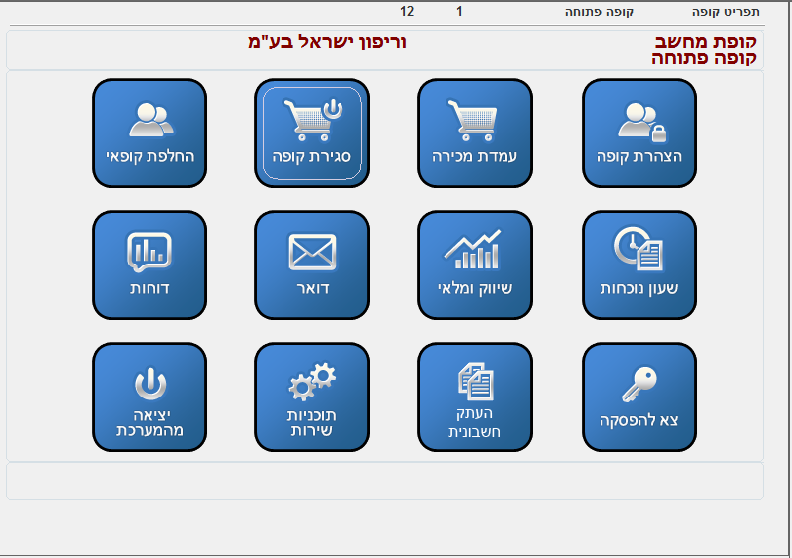 תפריט קופה קופה פתוחה 1 12
קופת מחשב וריפון ישראל בע"מ
קופה פתוחה
הצהרת קופה
עמדת מכירה
סגירת קופה
החלפת קופאי
שעון נוכחות
שיווק ומלאי
דואר
דוחות
צא להפסקה
העתק
חשבונית
תוכניות
שירות
יציאה
מהמערכת